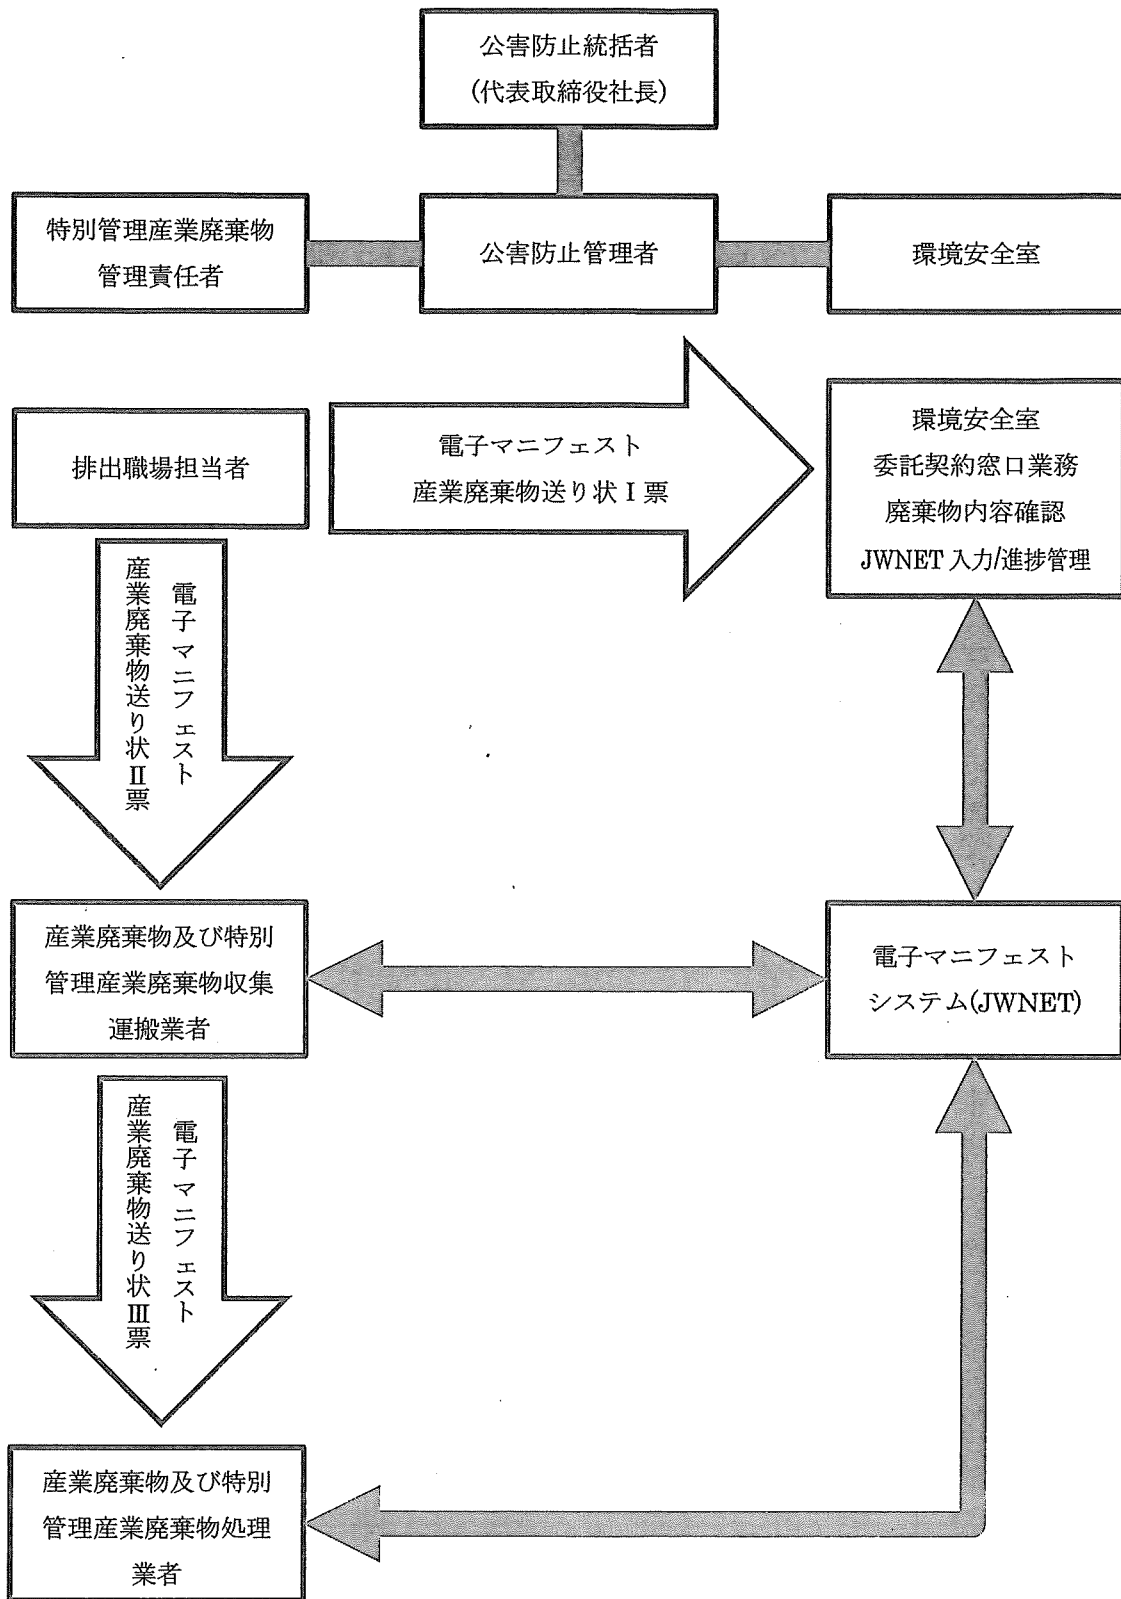 公害防止統括者
(代表取締役社長)
特別管理産業廃棄物
管理責任者
公害防止管理者
環境安全室
排出職場担当者
電子マニフェスト
産業廃棄物送り状Ⅰ票
環境安全室
委託契約窓口業務
廃棄物内容確認
JWNET 入力/進捗管理
電子マニフェスト
産業廃棄物送り状Ⅱ票
産業廃棄物及び特別
管理産業廃棄物収集
運搬業者
電子マニフェスト
システム(JWNET)
電子マニフェスト
産業廃棄物送り状Ⅲ票
産業廃棄物及び特別
管理産業廃棄物処理
業者